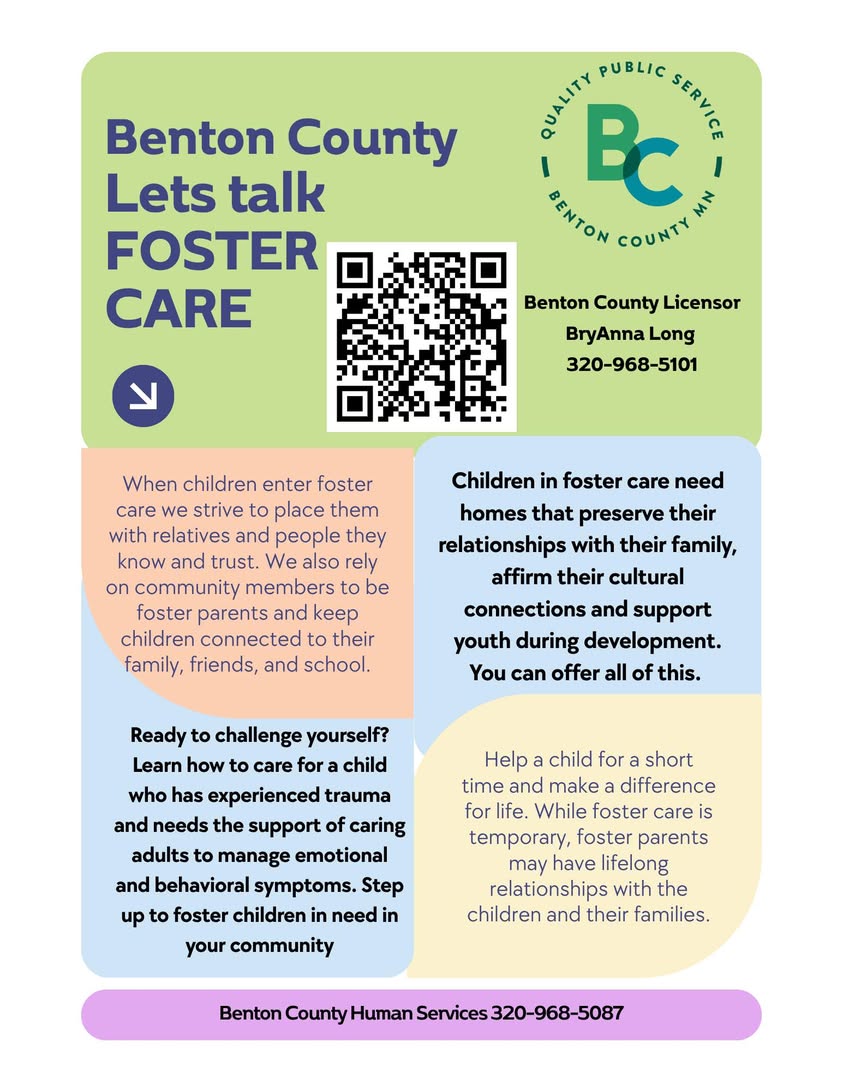 Benton County
Lets talk
FOSTER
CARE
QUALITY PUBLIC SERVICE
BC
BENTON COUNTY MN
Benton County Licensor
BryAnna Long
320-968-5101
When children enter foster
care we strive to place them
with relatives and people they
know and trust. We also rely
on community members to be
foster parents and keep
children connected to their
family, friends, and school.
Children in foster care need
homes that preserve their
relationships with their family,
affirm their cultural
connections and support
youth during development.
You can offer all of this.
Ready to challenge yourself?
Learn how to care for a child
who has experienced trauma
and needs the support of caring
adults to manage emotional
and behavioral symptoms. Step
up to foster children in need in
your community
Help a child for a short
time and make a difference
for life. While foster care is
temporary, foster parents
may have lifelong
relationships with the
children and their families.
Benton County Human Services 320-968-5087